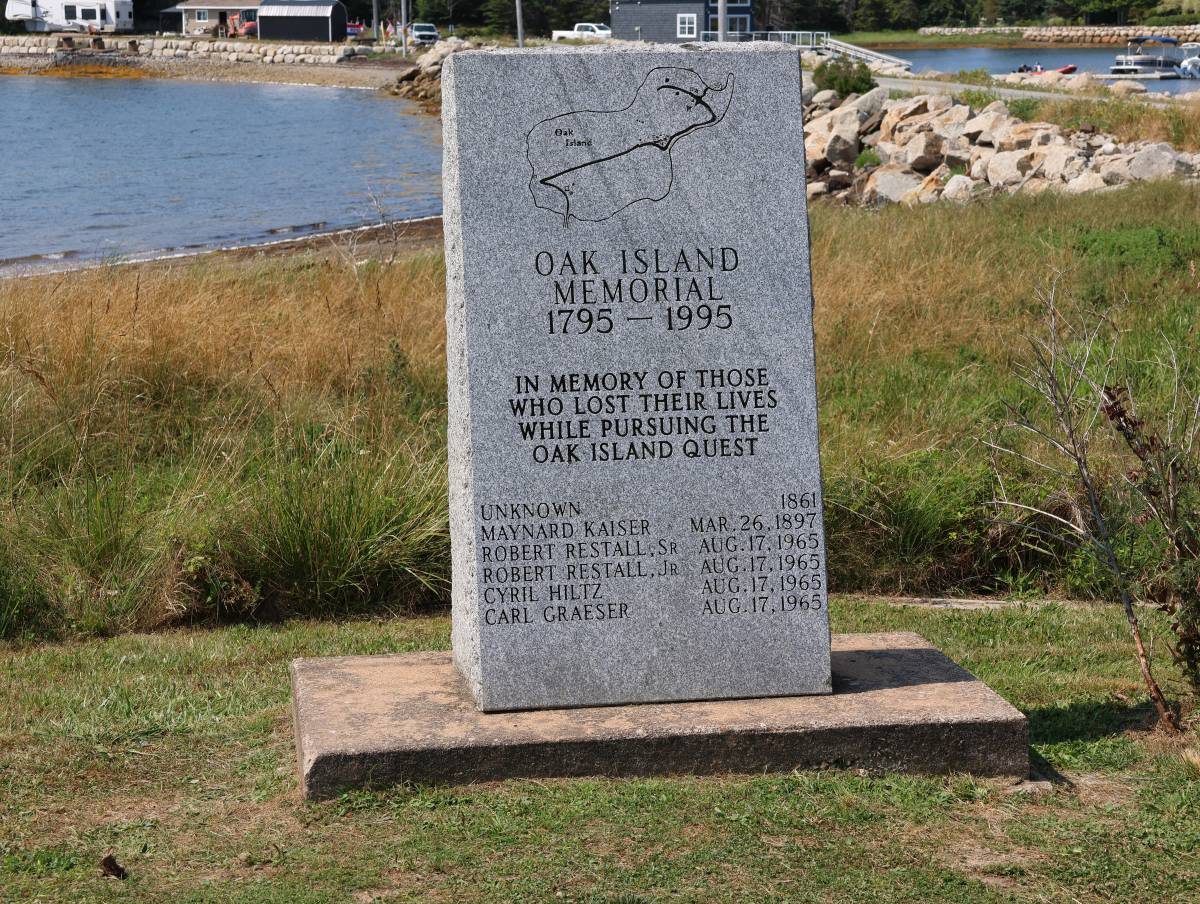 Oak
Island
OAK ISLAND
MEMORIAL
1795 — 1995
IN MEMORY OF THOSE
WHO LOST THEIR LIVES
WHILE PURSUING THE
OAK ISLAND QUEST
UNKNOWN 1861
MAYNARD KAISER MAR. 26, 1897
ROBERT RESTALL, SR AUG. 17, 1965
ROBERT RESTALL, JR AUG. 17, 1965
CYRIL HILTZ AUG. 17, 1965
CARL GRAESER AUG. 17, 1965